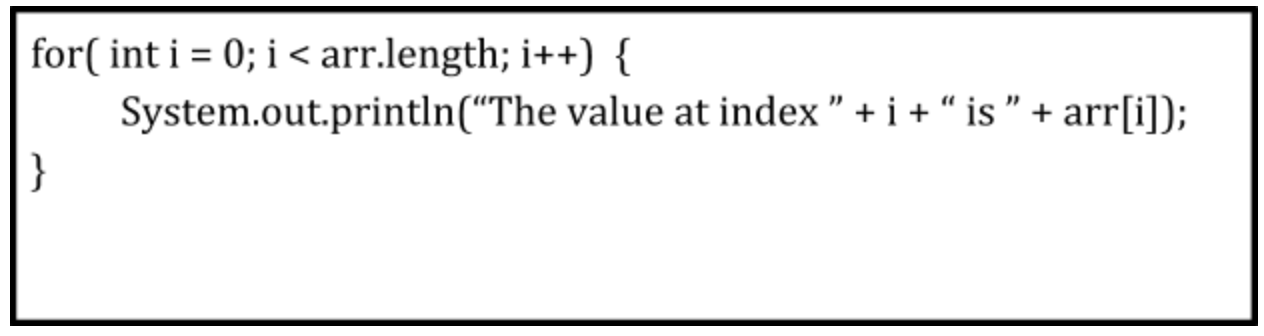 for( int i = 0; i < arr.length; i++) {
System.out.println(“The value at index ” + i + “ is ” + arr[i]);
}